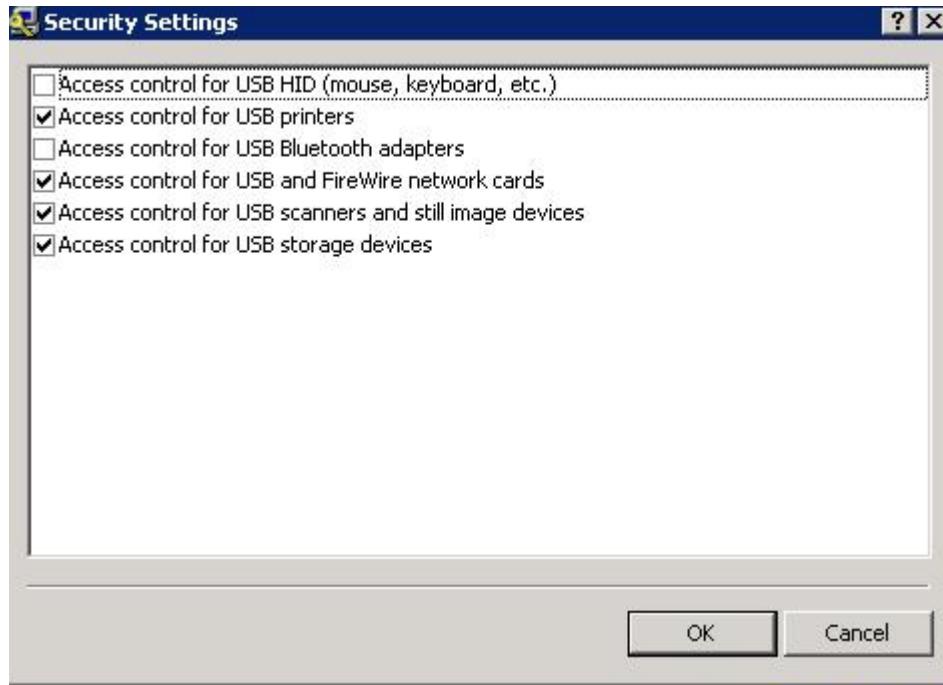 Security Settings
Access control for USB HID (mouse, keyboard, etc.)
Access control for USB printers
Access control for USB Bluetooth adapters
Access control for USB and FireWire network cards
Access control for USB scanners and still image devices
Access control for USB storage devices
OK Cancel